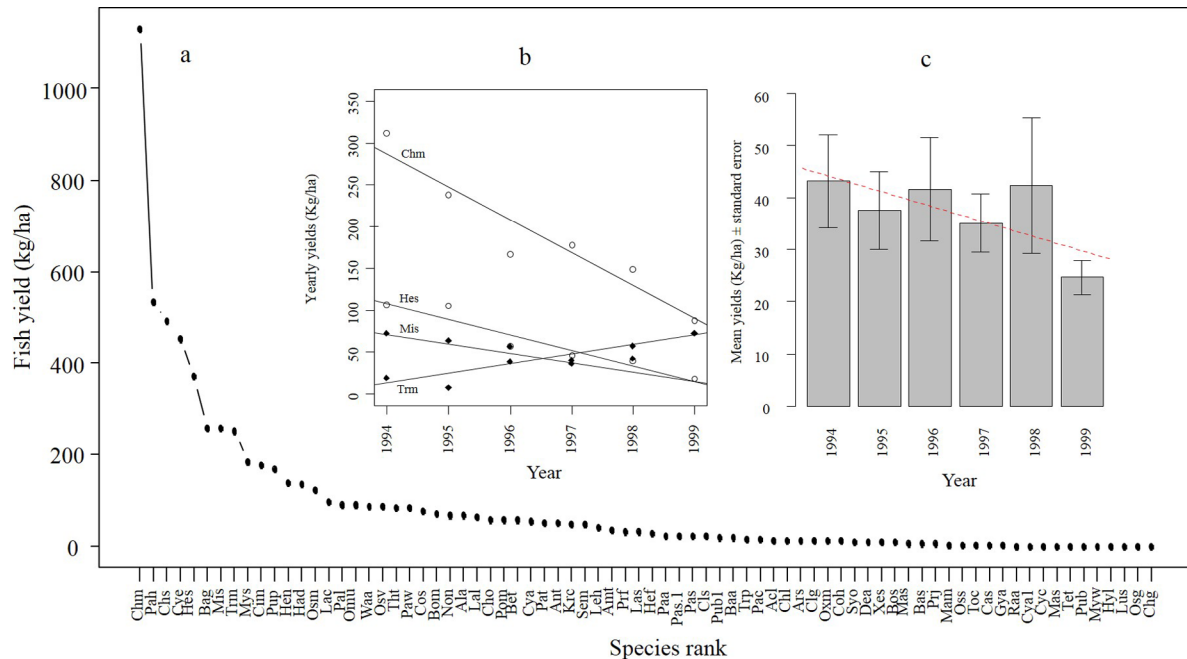 a
b
c
Fish yield (kg/ha)
1000
800
600
400
200
0
Yearly yields (Kg/ha)
350
300
250
200
150
100
50
0
Chm
Hes
Mis
Trm
1994 1995 1996 1997 1998 1999
Year
Mean yields (Kg/ha) ± standard error
60
50
40
30
20
10
0
1994 1995 1996 1997 1998 1999
Year
Chm Pah Chs Cye Hes Bag Mis Trm Mys Cim Pup Hen Had Osm Lac Pal Omu Waa Osv Tht Paw Cos Bom Non Ala Lal Cho Pom Bef Cya Pat Ant Krc Sem Leh Amt Prf Las Hef Paa Pas.1 Pas Cls Pub1 Baa Trp Pac Acl Chl Ars Clg Oxm Coh Syo Dea Xes Bos Mas Bas Ptj Mam Oss Toc Cas Gya Raa Cya1 Cyc Mas Tet Pub Myw Hyl Lus Osg Chg
Species rank